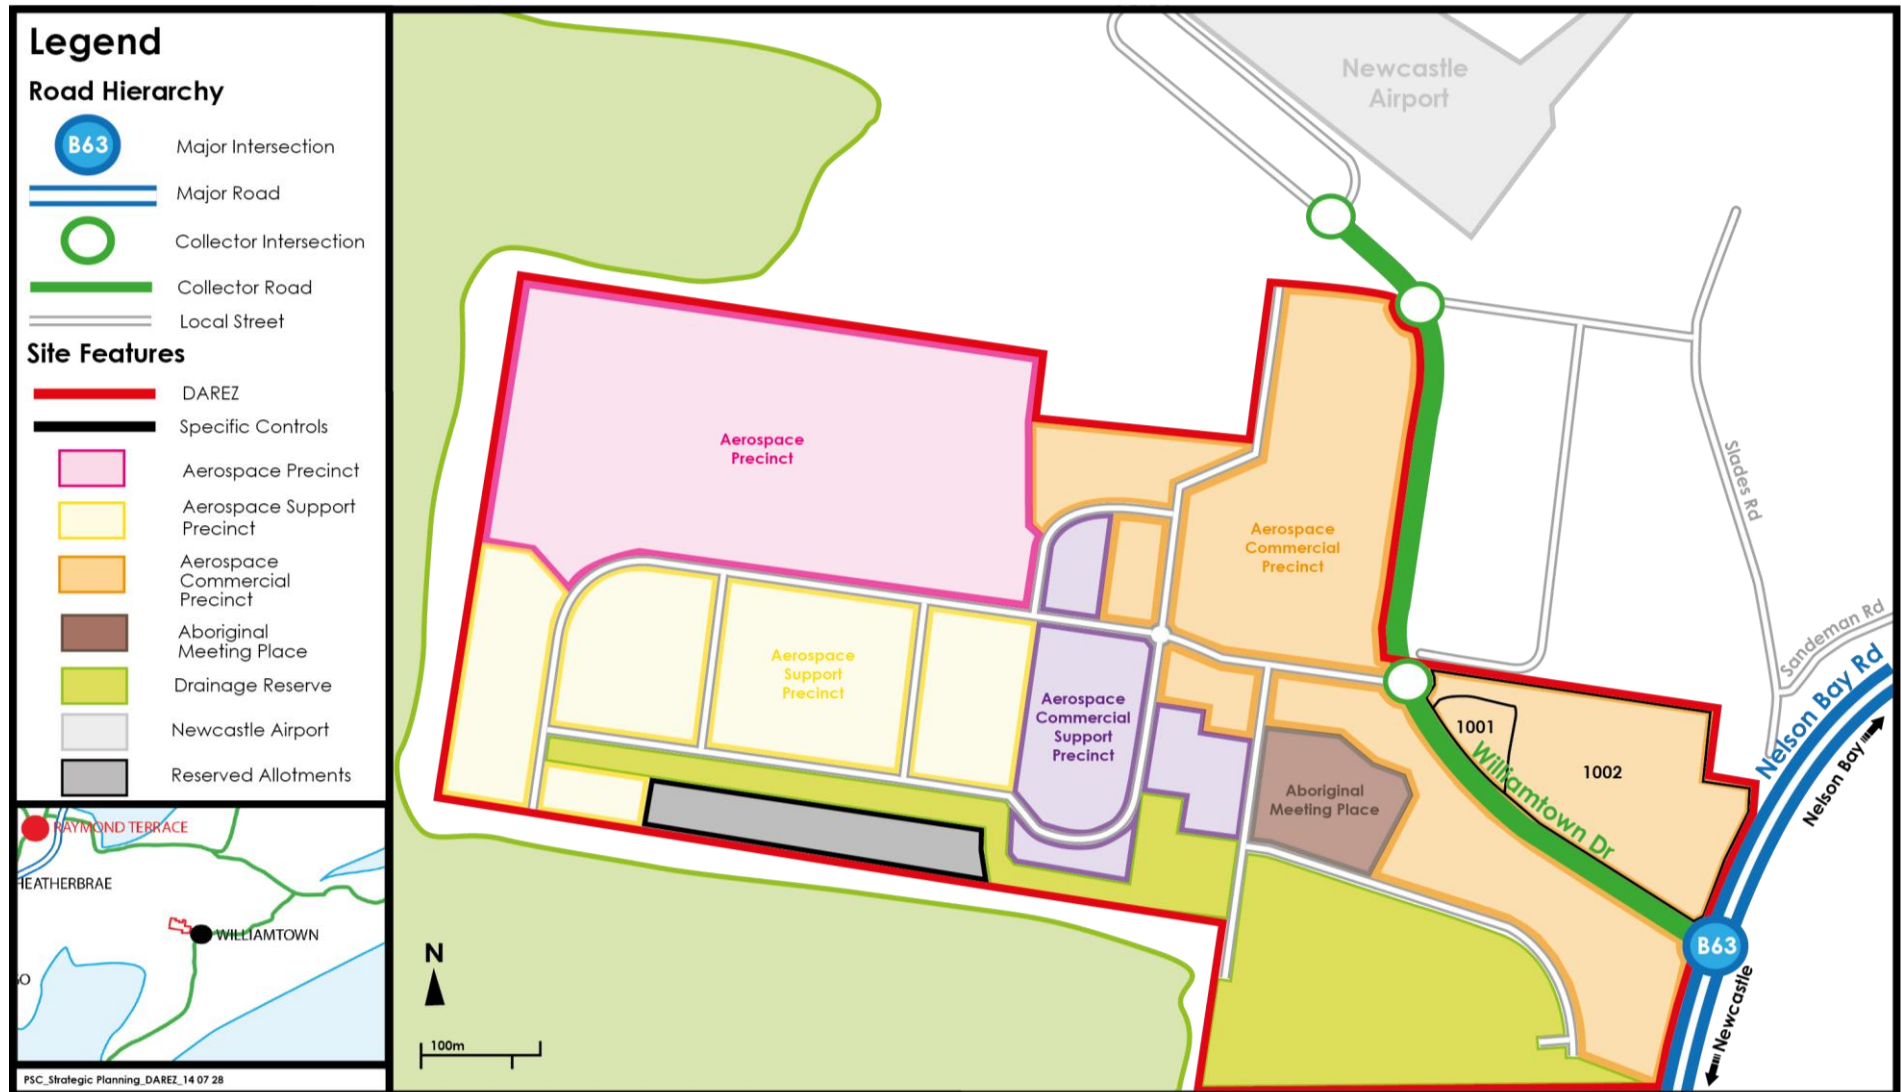 Legend
Road Hierarchy
B63
Major Intersection
Major Road
Collector Intersection
Collector Road
Local Street
Site Features
DAREZ
Specific Controls
Aerospace Precinct
Aerospace Support
Precinct
Aerospace
Commercial
Precinct
Aboriginal
Meeting Place
Drainage Reserve
Newcastle Airport
Reserved Allotments
RAYMOND TERRACE
HEATHERBRAE
WILLIAMTOWN
GO
PSC_Strategic Planning_DAREZ_14 07 28
Newcastle
Airport
Aerospace
Precinct
Aerospace
Commercial
Precinct
Slades Rd
Sandeman Rd
Nelson Bay Rd
Nelson Bay
Aerospace
Support
Precinct
Aerospace
Commercial
Support
Precinct
1001
1002
Williamtown Dr
Aboriginal
Meeting Place
B63
Newcastle
N
100m